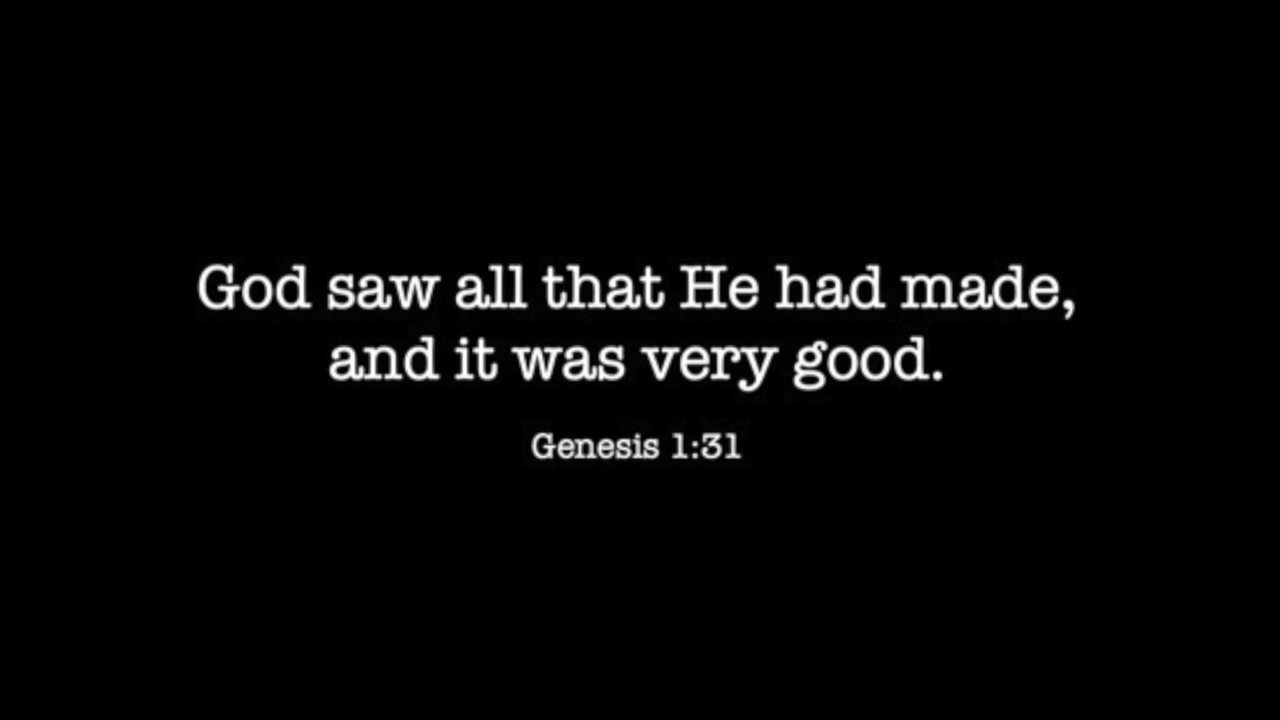 God saw all that He had made,
and it was very good.
Genesis 1:31